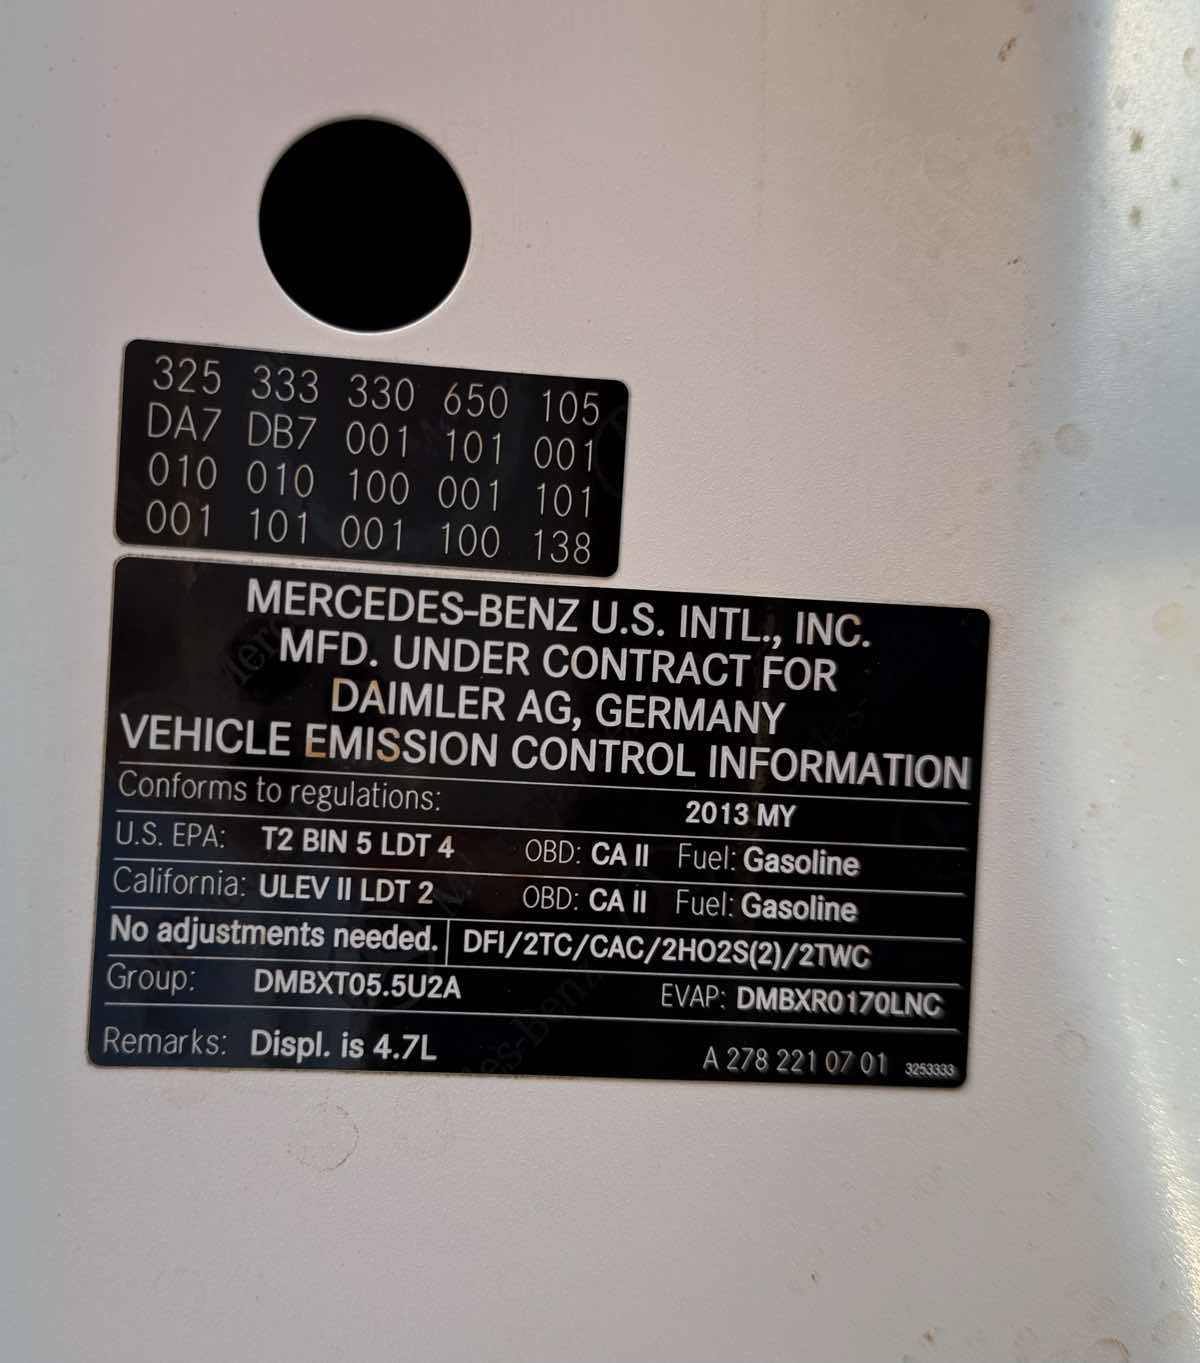 325 333 330 650 105
DA7 DB7 001 101 001
010 010 100 001 101
001 101 001 100 138
MERCEDES-BENZ U.S. INTL., INC.
MFD. UNDER CONTRACT FOR
DAIMLER AG, GERMANY
VEHICLE EMISSION CONTROL INFORMATION
Conforms to regulations: 2013 MY
U.S. EPA: T2 BIN 5 LDT 4 OBD: CA II Fuel: Gasoline
California: ULEV II LDT 2 OBD: CA II Fuel: Gasoline
No adjustments needed. DFI/2TC/CAC/2HO2S(2)/2TWC
Group: DMBXT05.5U2A EVAP: DMBXR0170LNC
Remarks: Displ. is 4.7L A 278 221 07 01 3253333